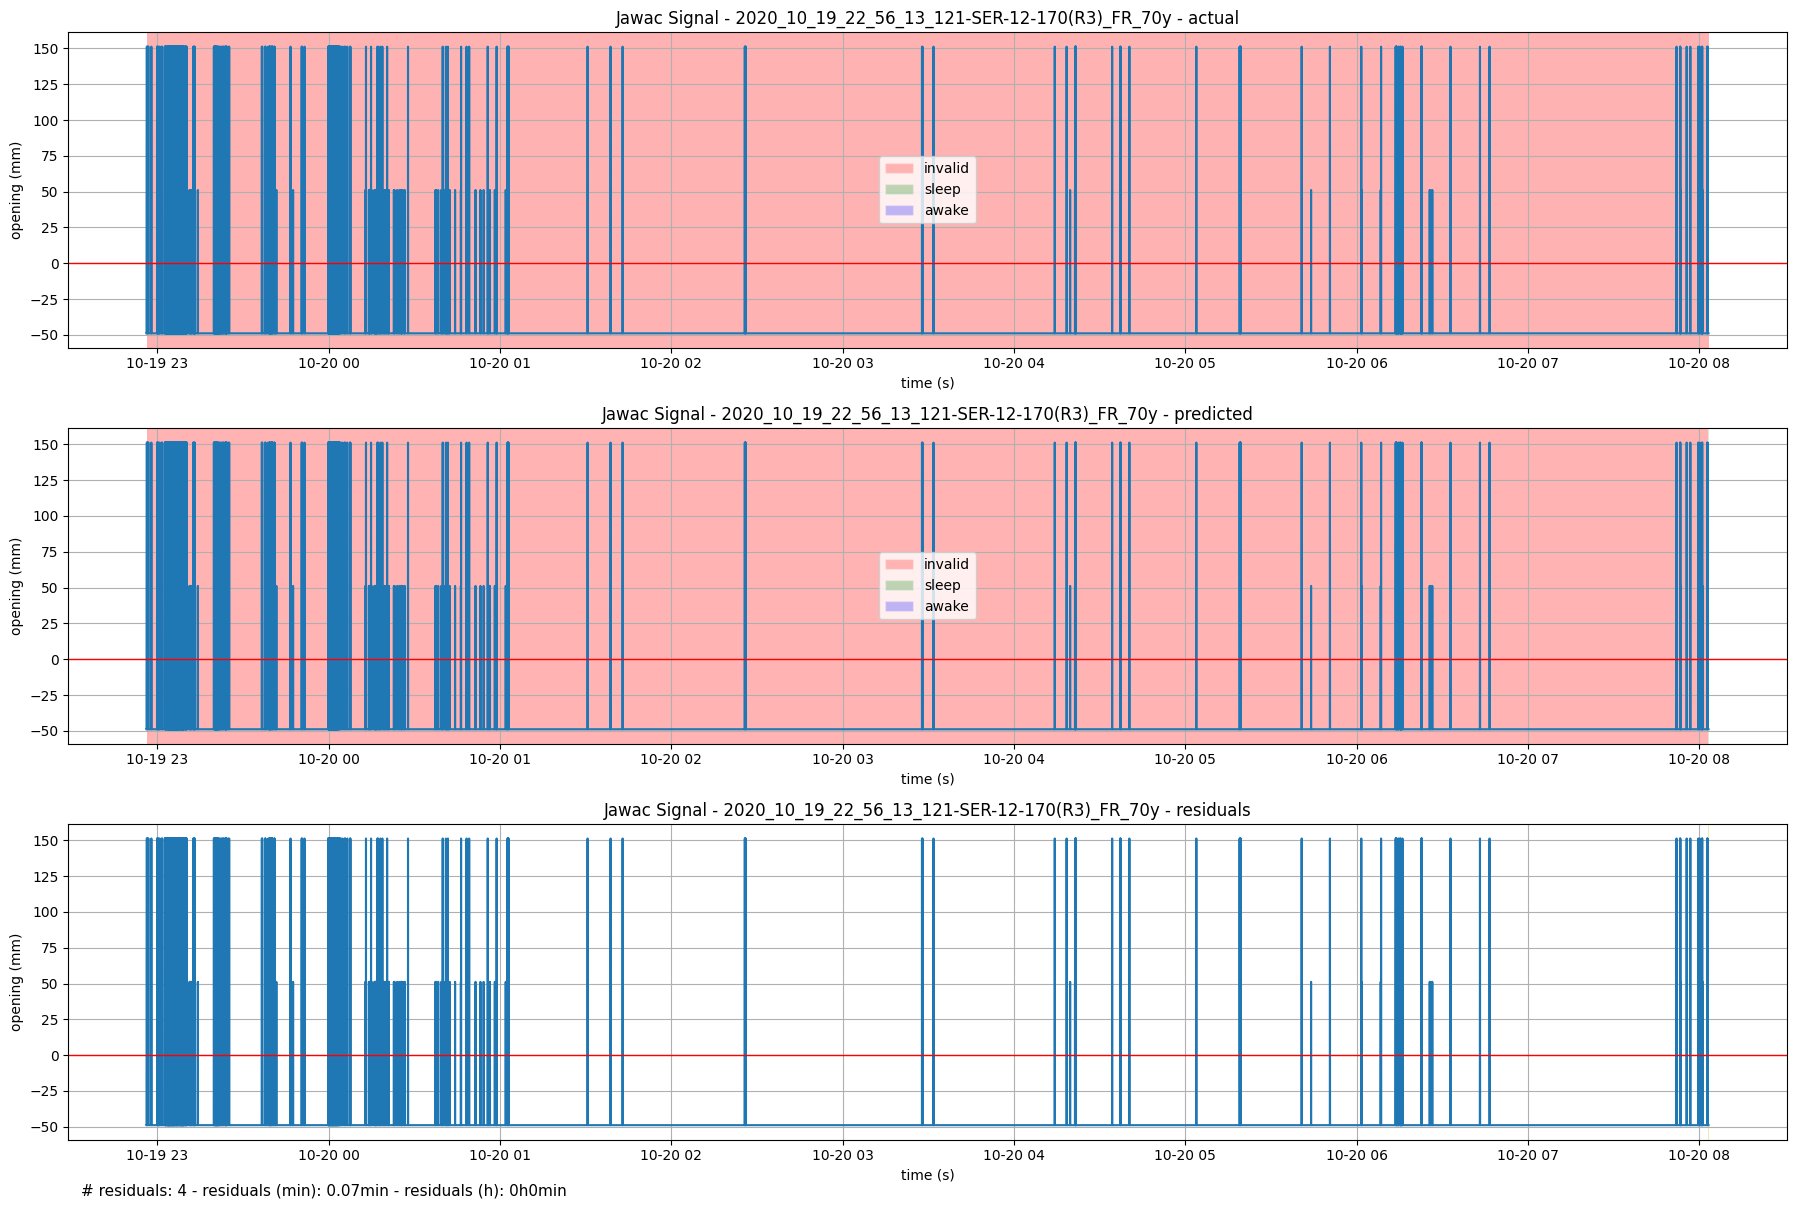 Jawac Signal - 2020_10_19_22_56_13_121-SER-12-170(R3)_FR_70y - actual
150
125
100
75
50
25
0
−25
−50
opening (mm)
invalid
sleep
awake
10-19 23 10-20 00 10-20 01 10-20 02 10-20 03 10-20 04 10-20 05 10-20 06 10-20 07 10-20 08
time (s)
Jawac Signal - 2020_10_19_22_56_13_121-SER-12-170(R3)_FR_70y - predicted
150
125
100
75
50
25
0
−25
−50
opening (mm)
invalid
sleep
awake
10-19 23 10-20 00 10-20 01 10-20 02 10-20 03 10-20 04 10-20 05 10-20 06 10-20 07 10-20 08
time (s)
Jawac Signal - 2020_10_19_22_56_13_121-SER-12-170(R3)_FR_70y - residuals
150
125
100
75
50
25
0
−25
−50
opening (mm)
10-19 23 10-20 00 10-20 01 10-20 02 10-20 03 10-20 04 10-20 05 10-20 06 10-20 07 10-20 08
time (s)
# residuals: 4 - residuals (min): 0.07min - residuals (h): 0h0min